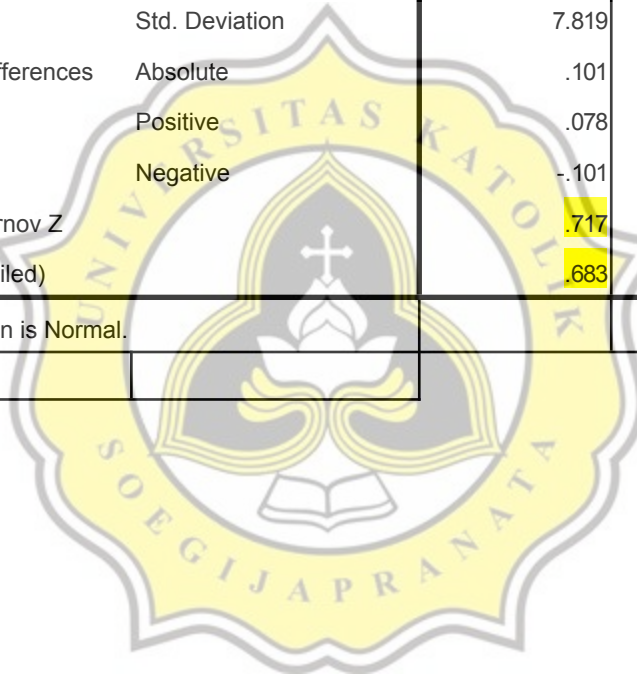 Std. Deviation 7.819
fferences Absolute .101
Positive .078
Negative -.101
rnov Z .717
iled) .683
n is Normal.
UNIVERSITAS KATOLIK
SOEGIJAPRANATA